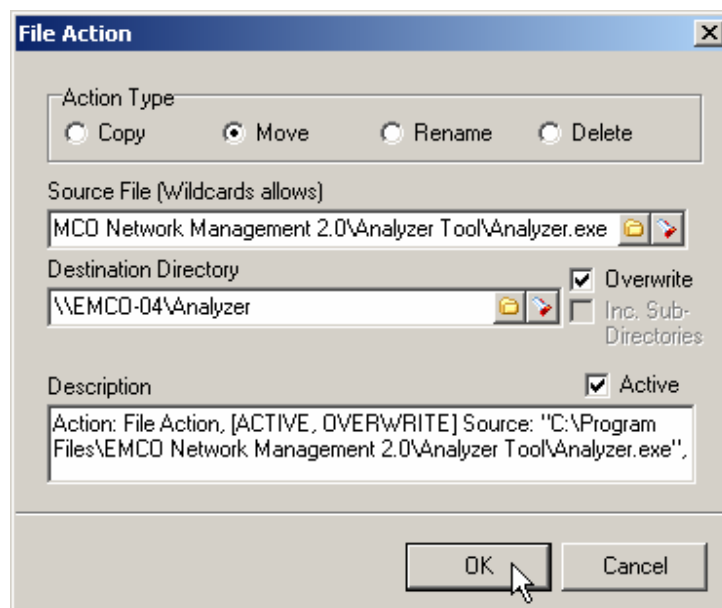 File Action
Action Type
Copy Move Rename Delete
Source File (Wildcards allows)
MCO Network Management 2.0\Analyzer Tool\Analyzer.exe
Destination Directory
Overwrite
\\EMCO-04\Analyzer
Inc. Sub-
Directories
Description
Active
Action: File Action, [ACTIVE, OVERWRITE] Source: "C:\Program
Files\EMCO Network Management 2.0\Analyzer Tool\Analyzer.exe",
OK Cancel